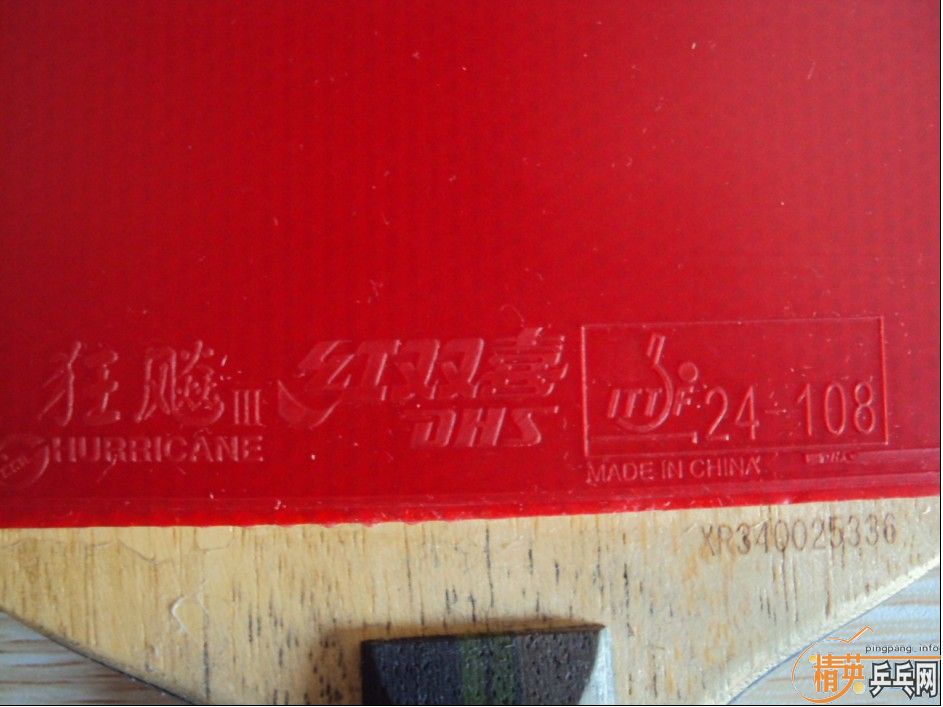 狂飚III 红双喜
HURRICANE DHS
ITTF 24-108
MADE IN CHINA
XR340025336
pingpang_info
精英乒乓网